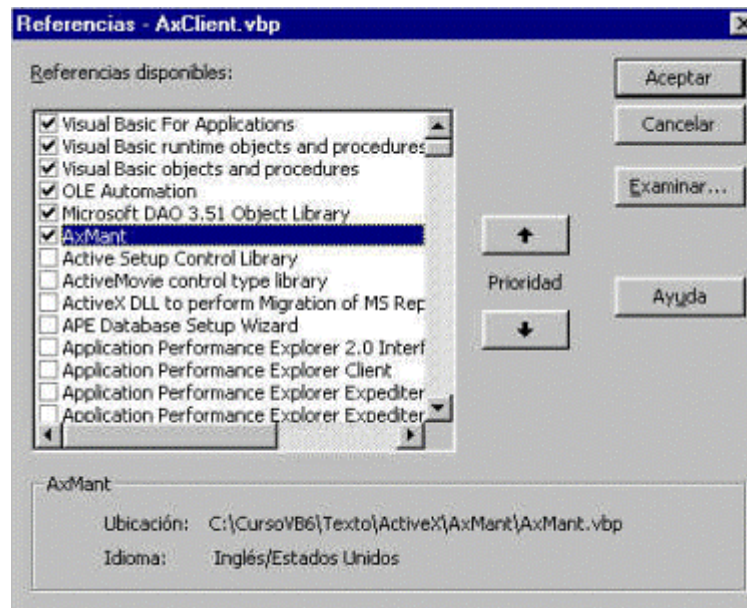 Referencias - AxClient.vbp
Referencias disponibles:
Visual Basic For Applications
Visual Basic runtime objects and procedures
Visual Basic objects and procedures
OLE Automation
Microsoft DAO 3.51 Object Library
AxMant
Active Setup Control Library
ActiveMovie control type library
ActiveX DLL to perform Migration of MS Rep
APE Database Setup Wizard
Application Performance Explorer 2.0 Interf
Application Performance Explorer Client
Application Performance Explorer Expediter
Application Performance Explorer Expediter
Prioridad
Aceptar
Cancelar
Examinar...
Ayuda
AxMant
Ubicación: C:\CursoVB6\Texto\ActiveX\AxMant\AxMant.vbp
Idioma: Inglés/Estados Unidos